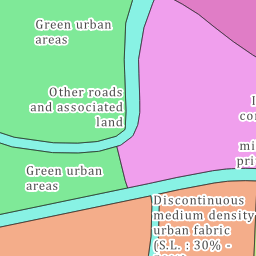 Green urban
areas
Other roads
and associated
land
Green urban
areas
Discontinuous
medium density
urban fabric
(S.L. : 30% -